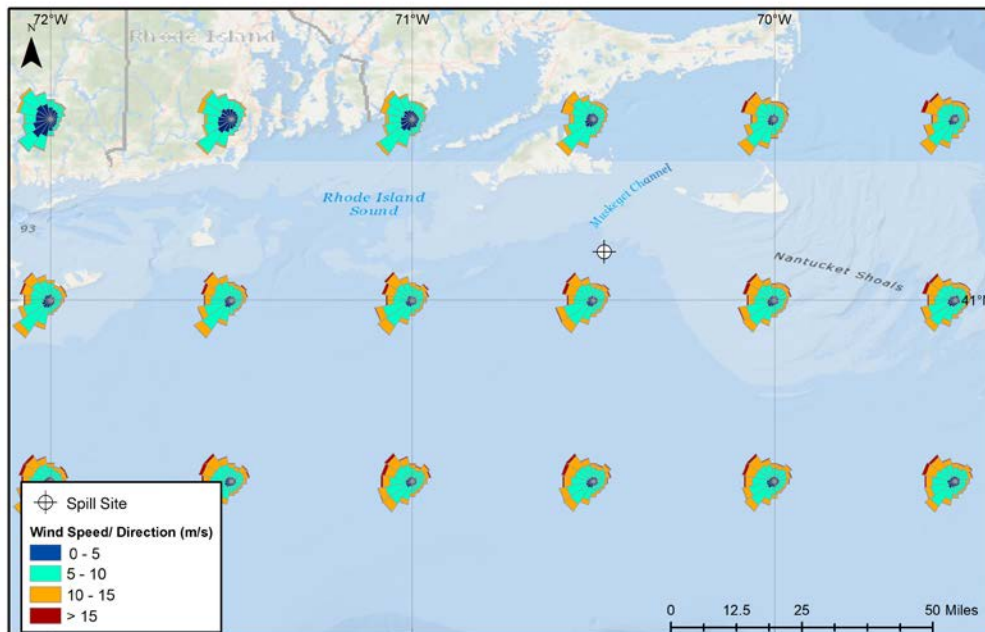 72°W
71°W
70°W
N
Rhode Island
Rhode Island
Sound
Muskeget Channel
93
Nantucket Shoals
41°N
Spill Site
Wind Speed/ Direction (m/s)
0 - 5
5 - 10
10 - 15
> 15
0 12.5 25 50 Miles